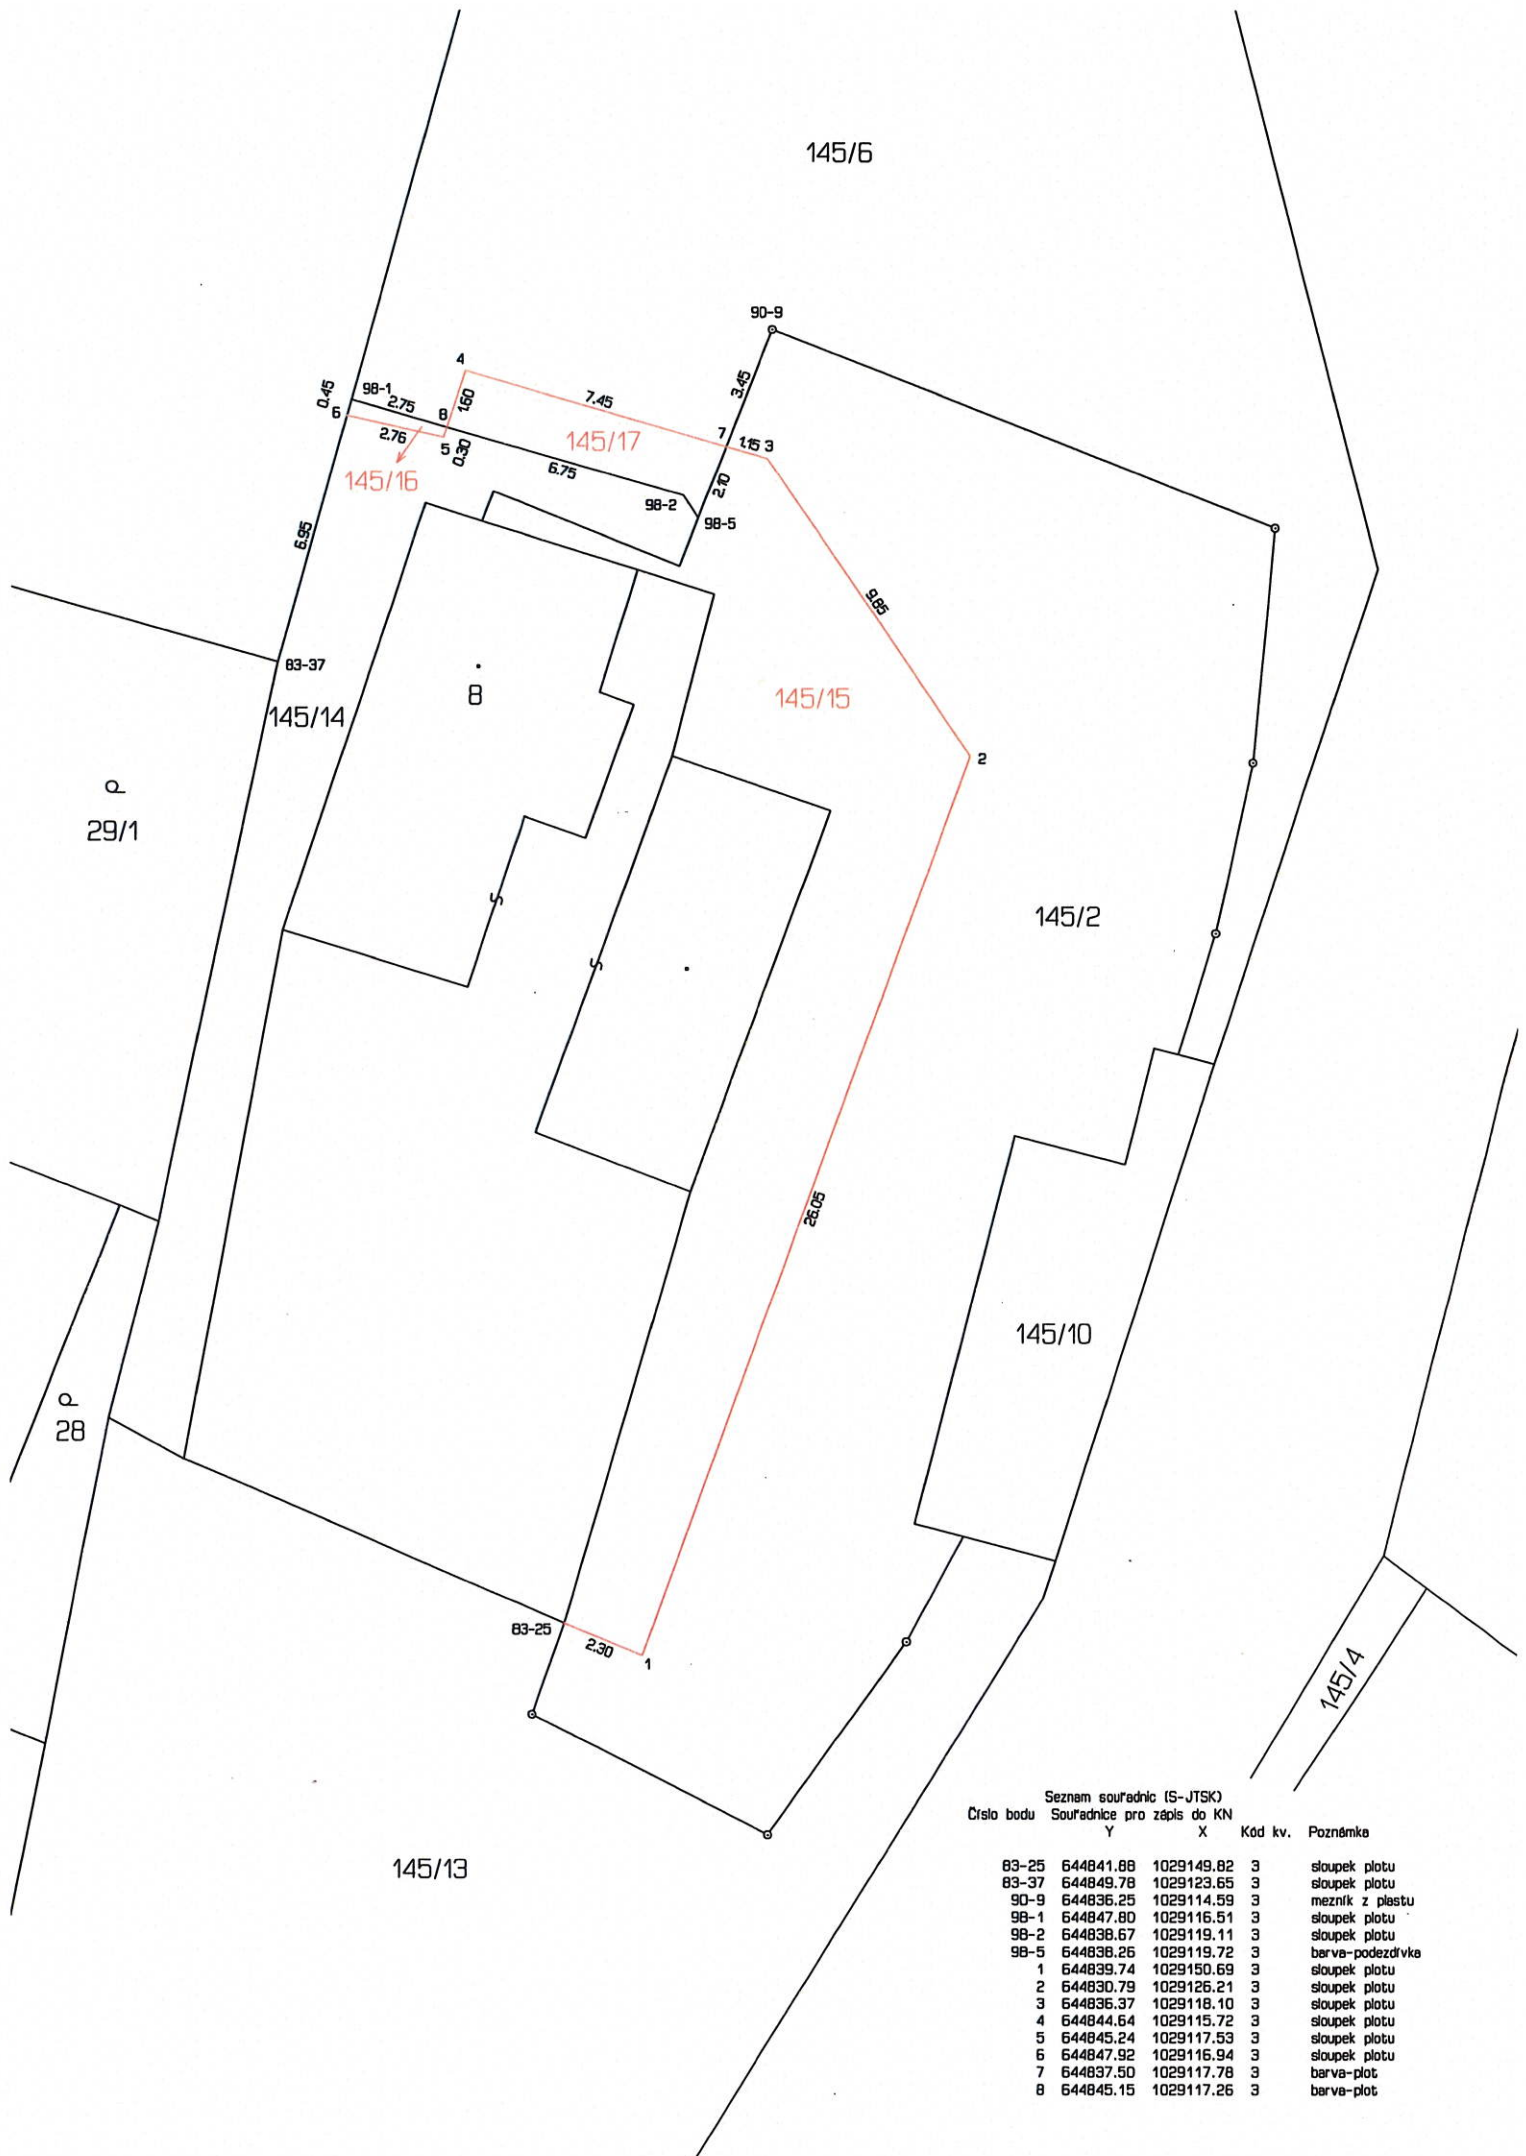 145/6
90-9
4
3.45
0.45
98-1
2.75
8
1.60
7.45
6
2.76
5
0.30
145/17
7
1.15
3
145/16
6.75
2.10
98-2
98-5
6.95
9.85
83-37
145/14
8
145/15
2
29/1
145/2
26.05
145/10
28
83-25
2.30
1
145/4
145/13
Seznam souřadnic (S-JTSK)
Číslo bodu Souřadnice pro zápis do KN
Y X Kód kv. Poznámka
83-25 644841.88 1029149.82 3 sloupek plotu
83-37 644849.78 1029123.65 3 sloupek plotu
90-9 644836.25 1029114.59 3 mezník z plastu
98-1 644847.80 1029116.51 3 sloupek plotu
98-2 644838.67 1029119.11 3 sloupek plotu
98-5 644838.26 1029119.72 3 barva-podezdívka
1 644839.74 1029150.69 3 sloupek plotu
2 644830.79 1029126.21 3 sloupek plotu
3 644836.37 1029118.10 3 sloupek plotu
4 644844.64 1029115.72 3 sloupek plotu
5 644845.24 1029117.53 3 sloupek plotu
6 644847.92 1029116.94 3 sloupek plotu
7 644837.50 1029117.78 3 barva-plot
8 644845.15 1029117.26 3 barva-plot